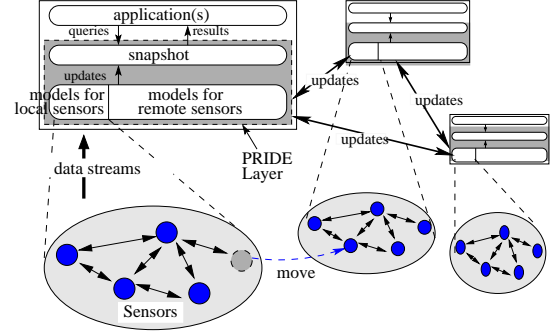 application(s)
queries
results
snapshot
updates
models for
local sensors
models for
remote sensors
updates
updates
updates
PRIDE
Layer
data streams
move
Sensors